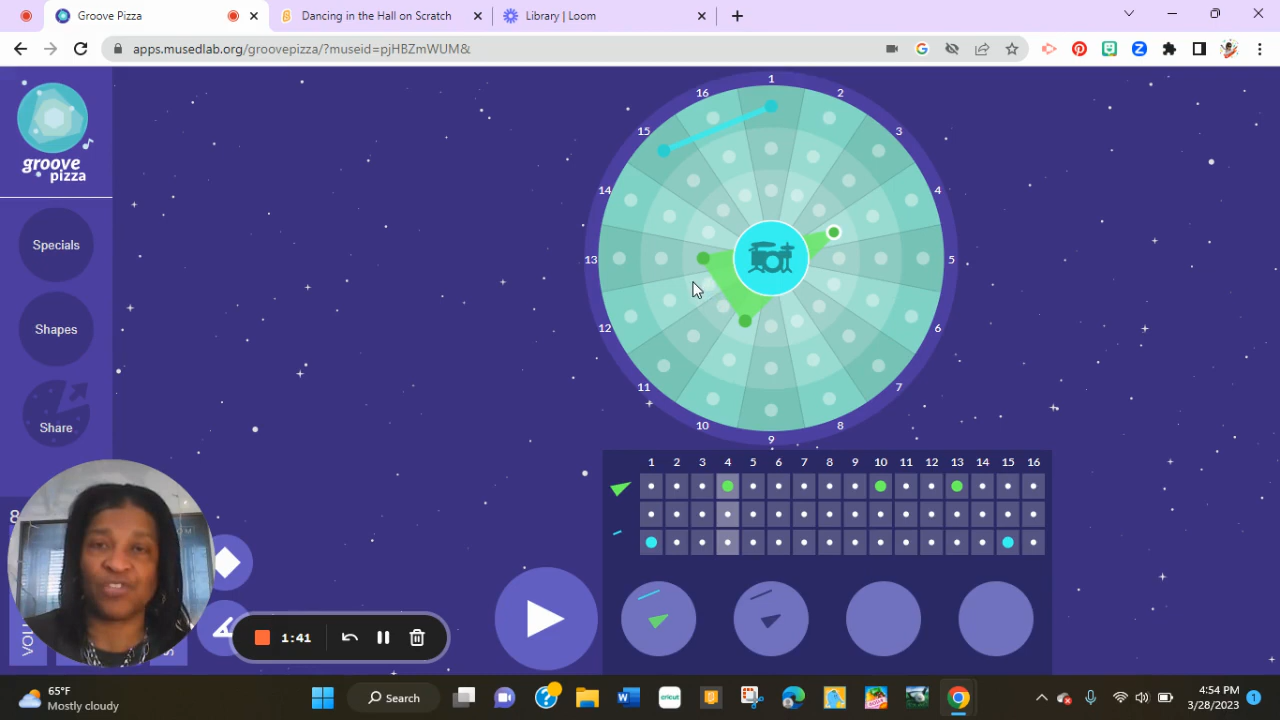 Groove Pizza
Dancing in the Hall on Scratch
Library | Loom
apps.musedlab.org/groovepizza/?museid=pjHBZmWUM&
groove
pizza
Specials
Shapes
Share
1
2
3
4
5
6
7
8
9
10
11
12
13
14
15
16
1 2 3 4 5 6 7 8 9 10 11 12 13 14 15 16
8
1:41
65°F
Mostly cloudy
Search
cricut
4:54 PM
3/28/2023
1